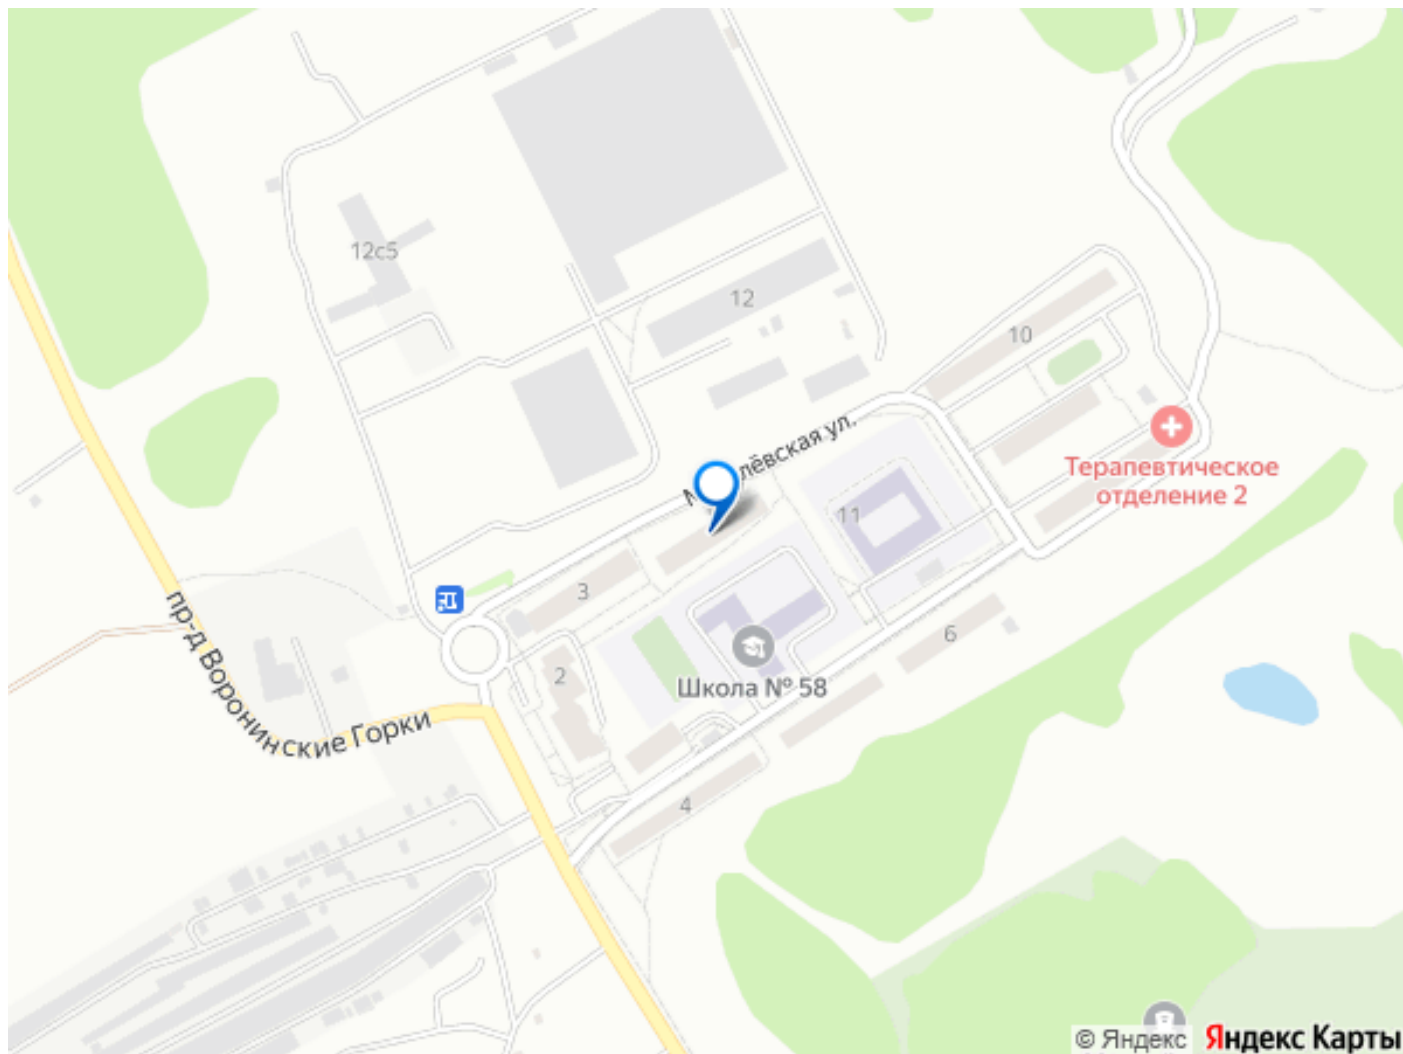 12с5
12
10
лёвская ул.
Терапевтическое
отделение 2
11
3
6
2
Школа № 58
пр-д Воронинские Горки
4
© Яндекс Яндекс Карты